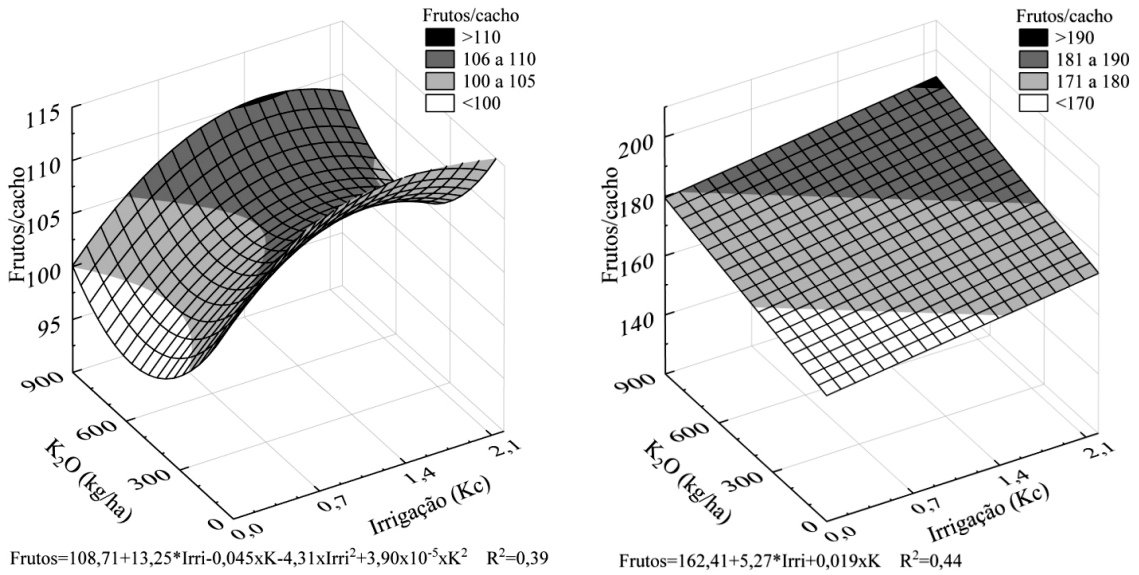 Frutos/cacho
>110
106 a 110
100 a 105
<100
115
110
105
100
95
Frutos/cacho
900
600
300
0
K₂O (kg/ha)
0,0
0,7
1,4
2,1
Irrigação (Kc)
Frutos=108,71+13,25*Irri-0,045xK-4,31xIrri²+3,90x10⁻⁵xK² R²=0,39
Frutos/cacho
>190
181 a 190
171 a 180
<170
200
180
160
140
Frutos/cacho
900
600
300
0
K₂O (kg/ha)
0,0
0,7
1,4
2,1
Irrigação (Kc)
Frutos=162,41+5,27*Irri+0,019xK R²=0,44